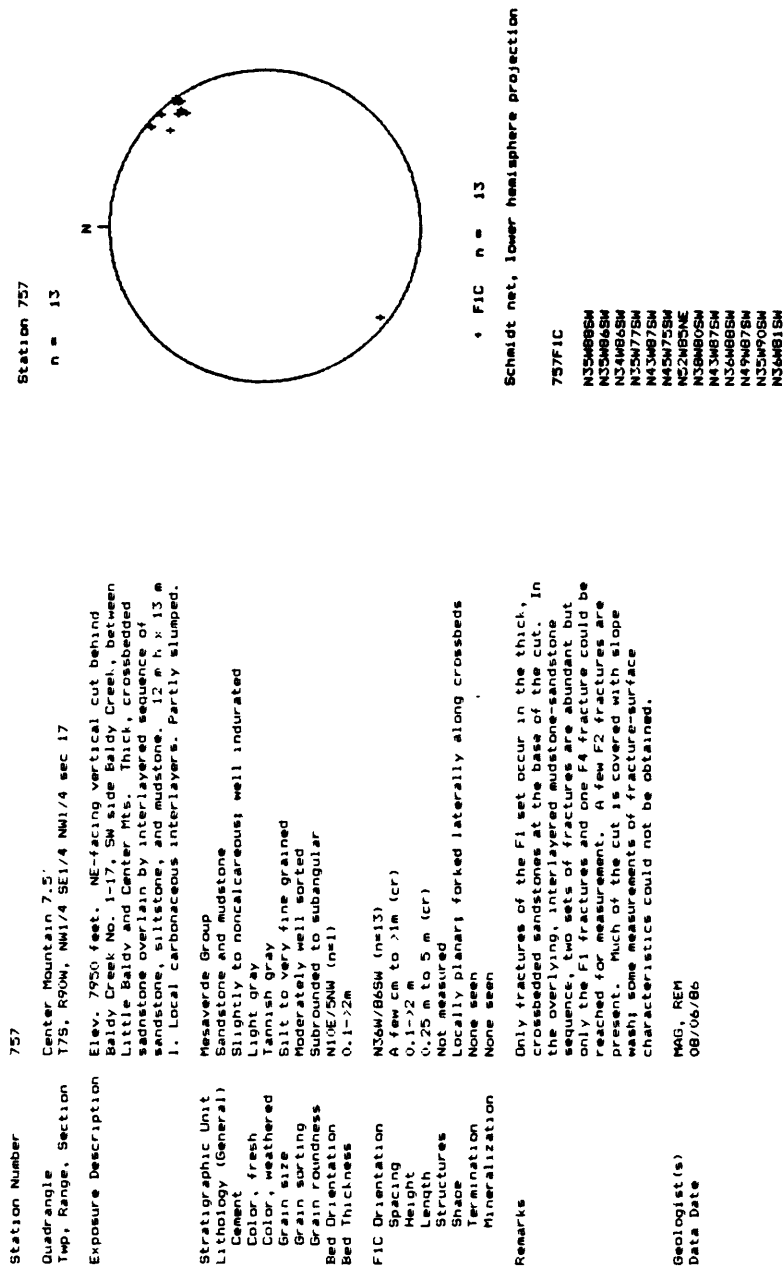 Station Number 757
Quadrangle Center Mountain 7.5'
Twp, Range, Section T7S, R90W, NW1/4 SE1/4 NW1/4 sec 17
Exposure Description Elev. 7950 feet. NE-facing vertical cut behind
Baldy Creek No. 1-17, SW side Baldy Creek, between
Little Baldy and Center Mts. Thick, crossbedded
sadnstone overlain by interlayered sequence of
sandstone, siltstone, and mudstone. 12 m h x 13 m
l. Local carbonaceous interlayers. Partly slumped.
Stratigraphic Unit Mesaverde Group
Lithology (General) Sandstone and mudstone
Cement Slightly to noncalcareous; well indurated
Color, fresh Light gray
Color, weathered Tannish gray
Grain size Silt to very fine grained
Grain sorting Moderately well sorted
Grain roundness Subrounded to subangular
Bed Orientation N10E/5NW (n=1)
Bed Thickness 0.1->2m
F1C Orientation N36W/86SW (n=13)
Spacing A few cm to >1m (cr)
Height 0.1->2 m
Length 0.25 m to 5 m (cr)
Structures Not measured
Shape Locally planar; forked laterally along crossbeds
Termination None seen
Mineralization None seen
Remarks Only fractures of the F1 set occur in the thick,
crossbedded sandstones at the base of the cut. In
the overlying, interlayered mudstone-sandstone
sequence, two sets of fractures are abundant but
only the F1 fractures and one F4 fracture could be
reached for measurement. A few F2 fractures are
present. Much of the cut is covered with slope
wash; some measurements of fracture-surface
characteristics could not be obtained.
Geologist(s) MAG, REM
Data Date 08/06/86
Station 757
n = 13
N
+ F1C n = 13
Schmidt net, lower hemisphere projection
757F1C
N35W88SW
N35W86SW
N34W86SW
N35W77SW
N43W87SW
N45W75SW
N52W85NE
N38W80SW
N43W87SW
N36W88SW
N49W87SW
N35W90SW
N36W81SW